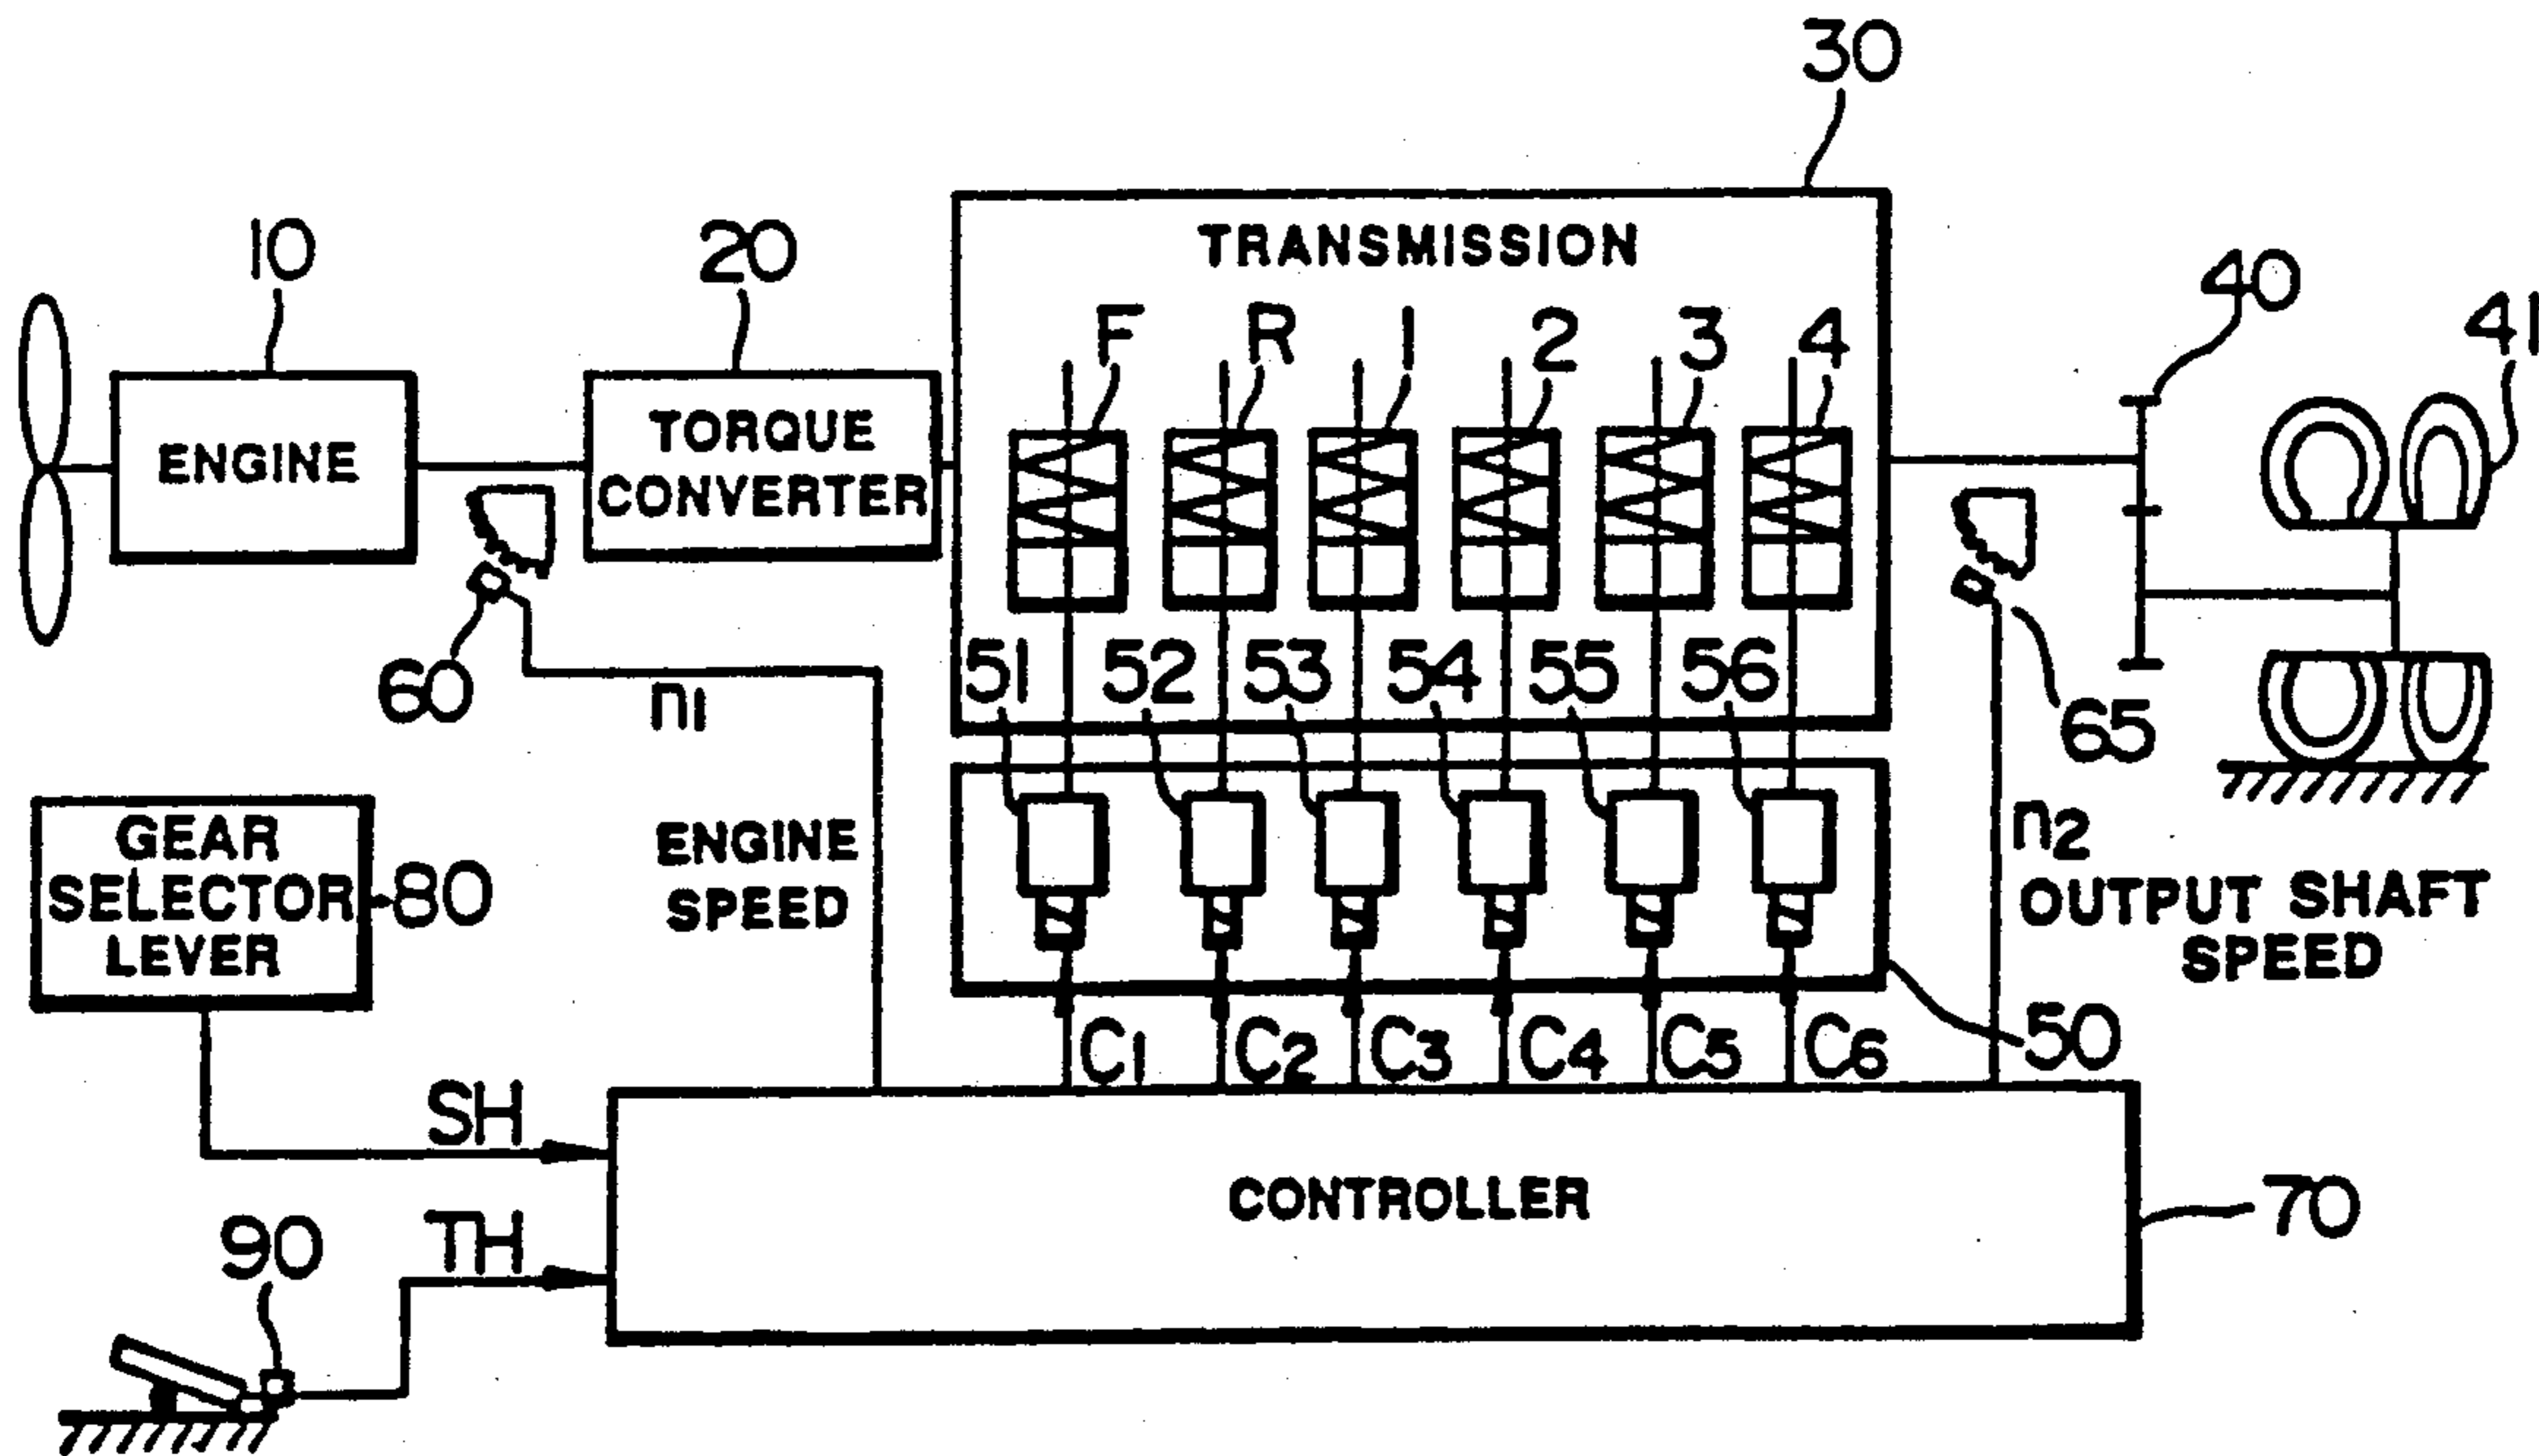 30
10
20
TRANSMISSION
40
41
F R 1 2 3 4
ENGINE
TORQUE
CONVERTER
60
n1
51 52 53 54 55 56
65
GEAR
SELECTOR
LEVER
80
ENGINE
SPEED
n2
OUTPUT SHAFT
SPEED
C1 C2 C3 C4 C5 C6
50
SH
CONTROLLER
70
90
TH